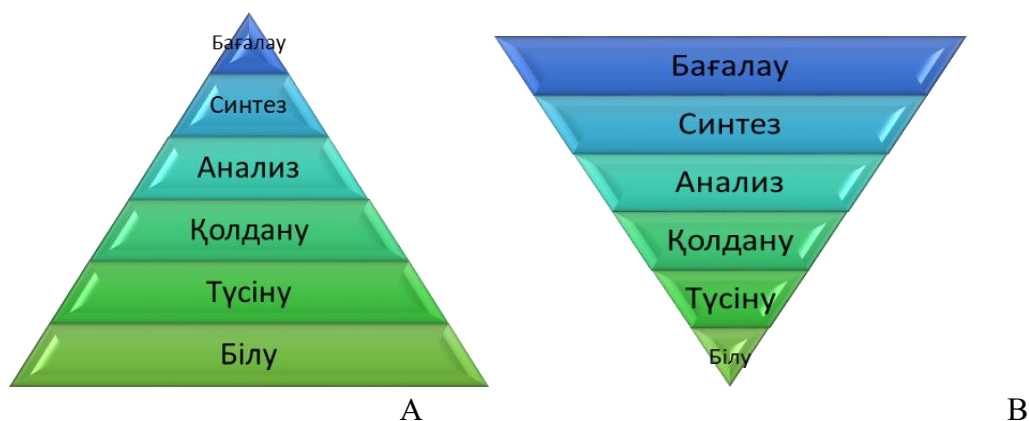 Бағалау
Синтез
Анализ
Қолдану
Түсіну
Білу
A
Бағалау
Синтез
Анализ
Қолдану
Түсіну
Білу
B